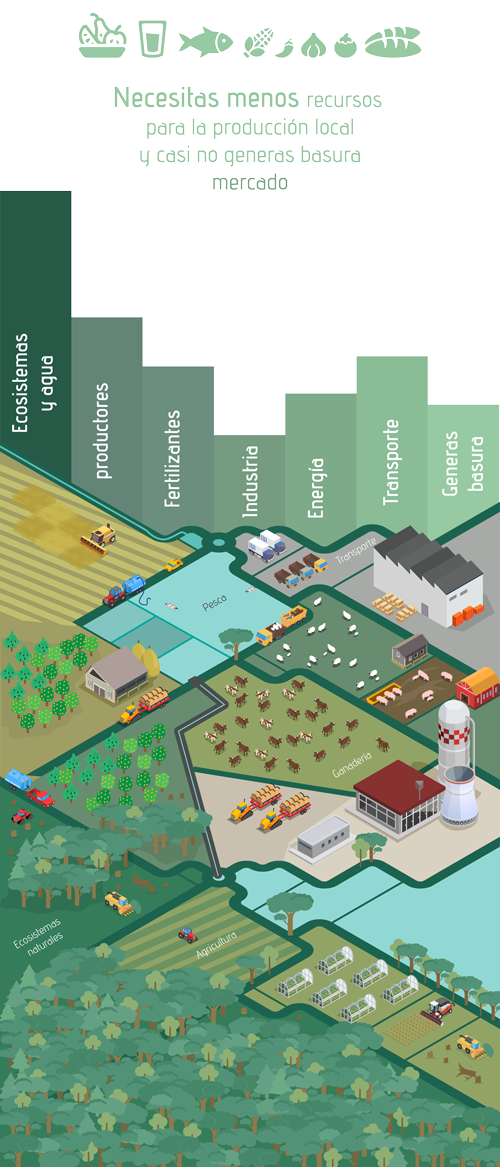 Necesitas menos recursos
para la producción local
y casi no generas basura
mercado
Ecosistemas
y agua
productores
Fertilizantes
Industria
Energía
Transporte
Generas
basura
Transporte
Pesca
Ganadería
Ecosistemas
naturales
Agricultura